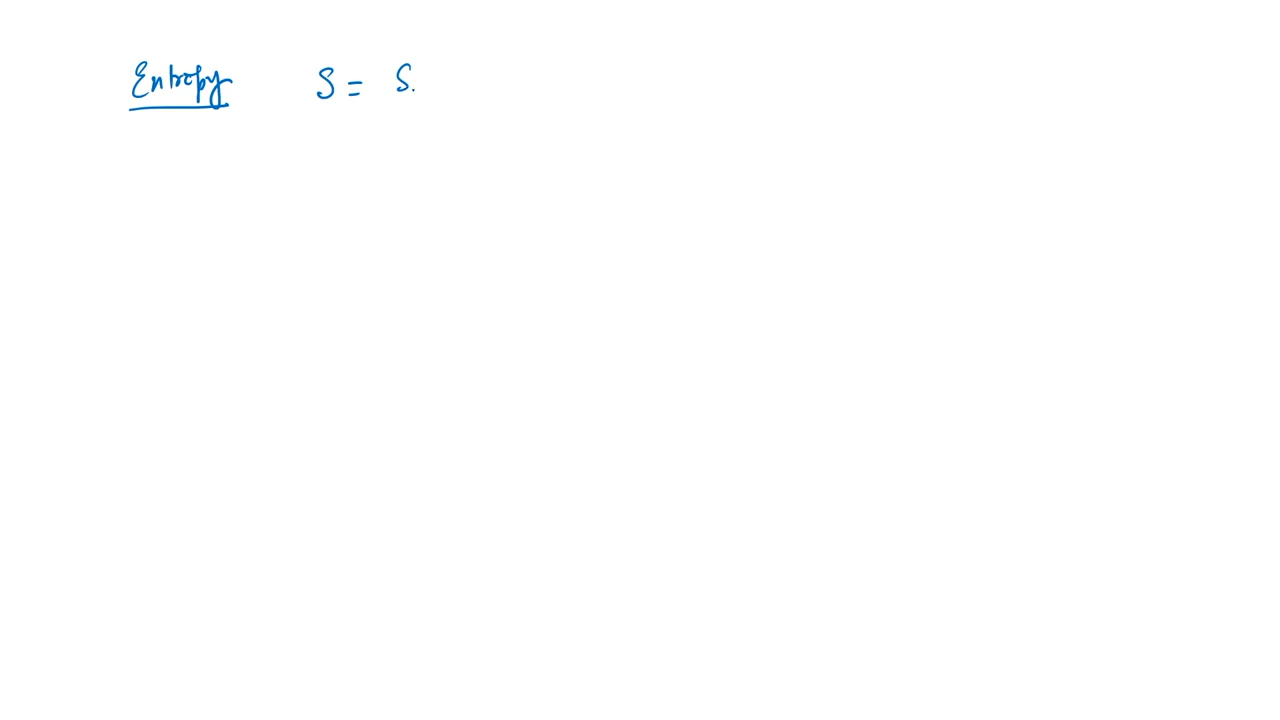 Entropy S = S.